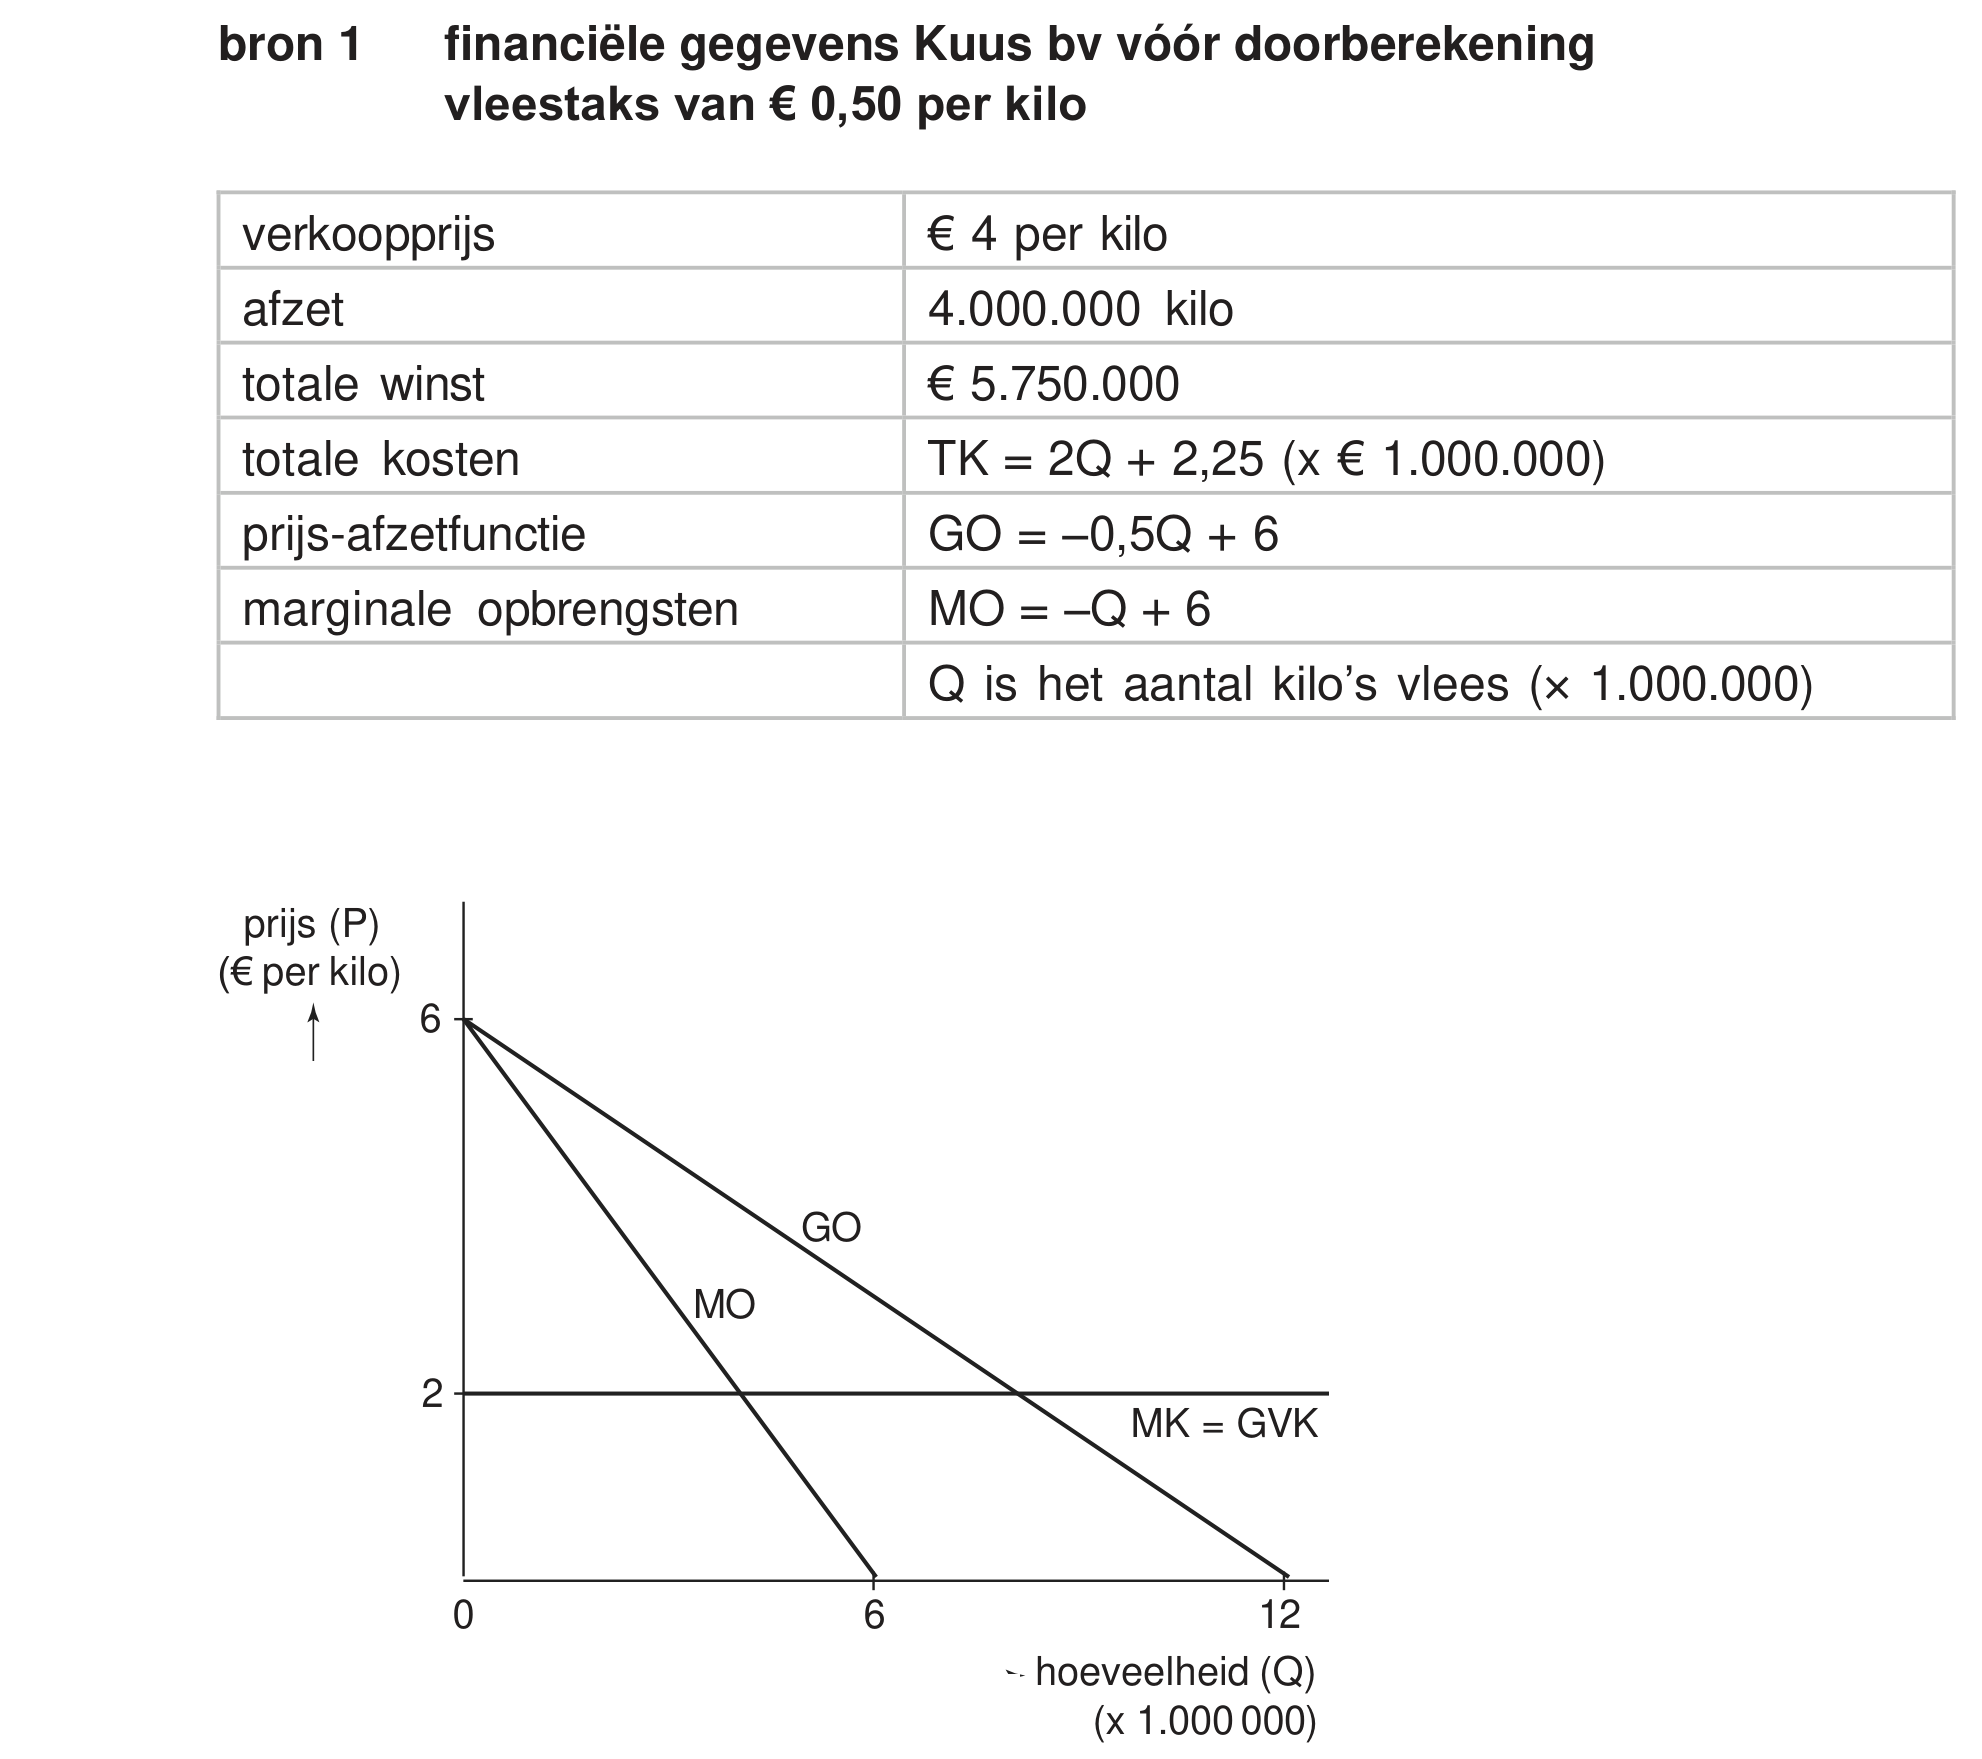 bron 1 financiële gegevens Kuus bv vóór doorberekening
vleestaks van € 0,50 per kilo
verkoopprijs € 4 per kilo
afzet 4.000.000 kilo
totale winst € 5.750.000
totale kosten TK = 2Q + 2,25 (x € 1.000.000)
prijs-afzetfunctie GO = –0,5Q + 6
marginale opbrengsten MO = –Q + 6
Q is het aantal kilo’s vlees (× 1.000.000)
prijs (P)
(€ per kilo)
6
GO
MO
2
MK = GVK
0 6 12
hoeveelheid (Q)
(x 1.000 000)